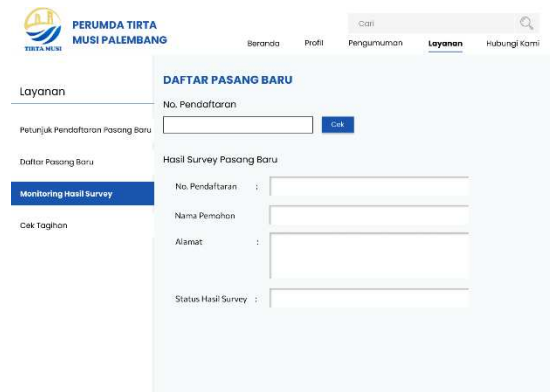 PERUMDA TIRTA
MUSI PALEMBANG
TIRTA MUSI
Cari
Beranda Profil Pengumuman Layanan Hubungi Kami
Layanan
Petunjuk Pendaftaran Pasang Baru
Daftar Pasang Baru
Monitoring Hasil Survey
Cek Tagihan
DAFTAR PASANG BARU
No. Pendaftaran
Cek
Hasil Survey Pasang Baru
No. Pendaftaran :
Nama Pemohon
Alamat :
Status Hasil Survey :